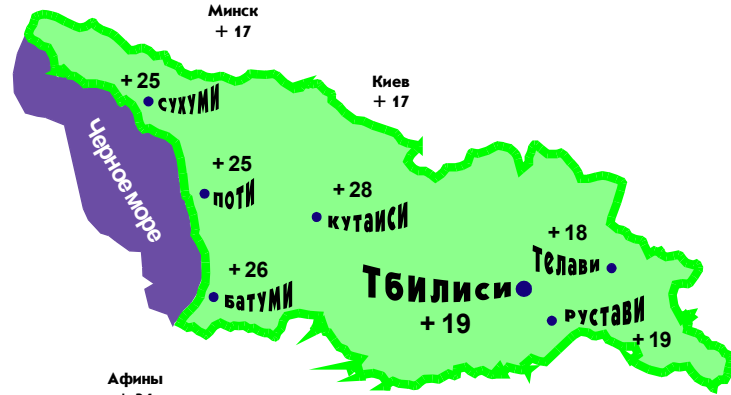 Минск
+ 17
Киев
+ 17
+ 25
СУХУМИ
Черное море
+ 25
ПОТИ
+ 28
КУТАИСИ
+ 18
Телави
+ 26
БАТУМИ
Тбилиси
+ 19
РУСТАВИ
+ 19
Афины